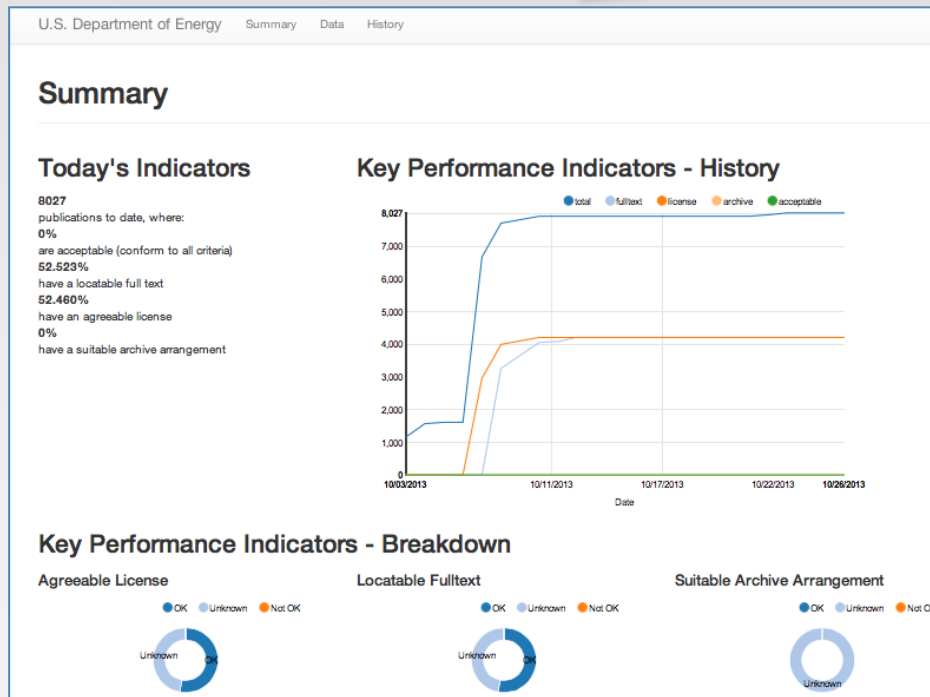 U.S. Department of Energy Summary Data History
Summary
Today's Indicators
8027
publications to date, where:
0%
are acceptable (conform to all criteria)
52.523%
have a locatable full text
52.460%
have an agreeable license
0%
have a suitable archive arrangement
Key Performance Indicators - History
total fulltext license archive acceptable
8,027
7,000
6,000
5,000
4,000
3,000
2,000
1,000
0
10/03/2013 10/11/2013 10/17/2013 10/22/2013 10/26/2013
Date
Key Performance Indicators - Breakdown
Agreeable License
OK Unknown Not OK
Unknown OK
Locatable Fulltext
OK Unknown Not OK
Unknown OK
Suitable Archive Arrangement
OK Unknown Not O
Unknown